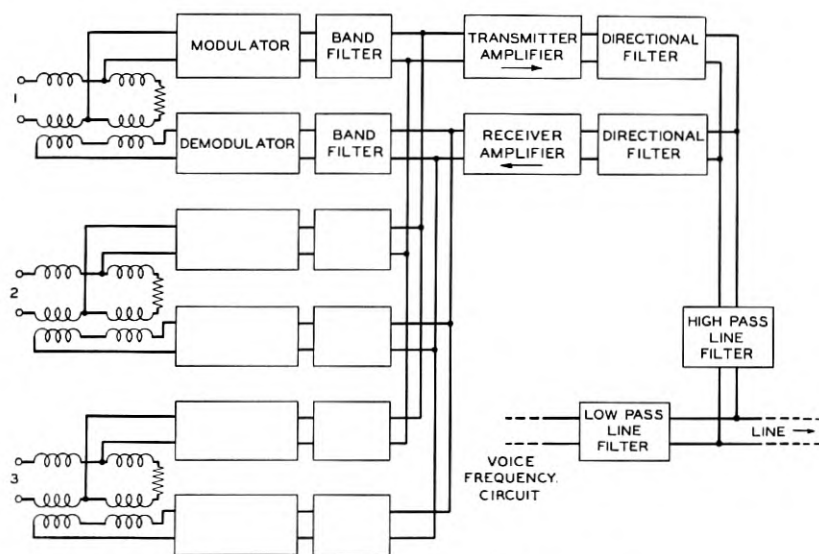 MODULATOR
BAND
FILTER
TRANSMITTER
AMPLIFIER
DIRECTIONAL
FILTER
1
DEMODULATOR
BAND
FILTER
RECEIVER
AMPLIFIER
DIRECTIONAL
FILTER
2
HIGH PASS
LINE
FILTER
LOW PASS
LINE
FILTER
LINE
VOICE
FREQUENCY
CIRCUIT
3